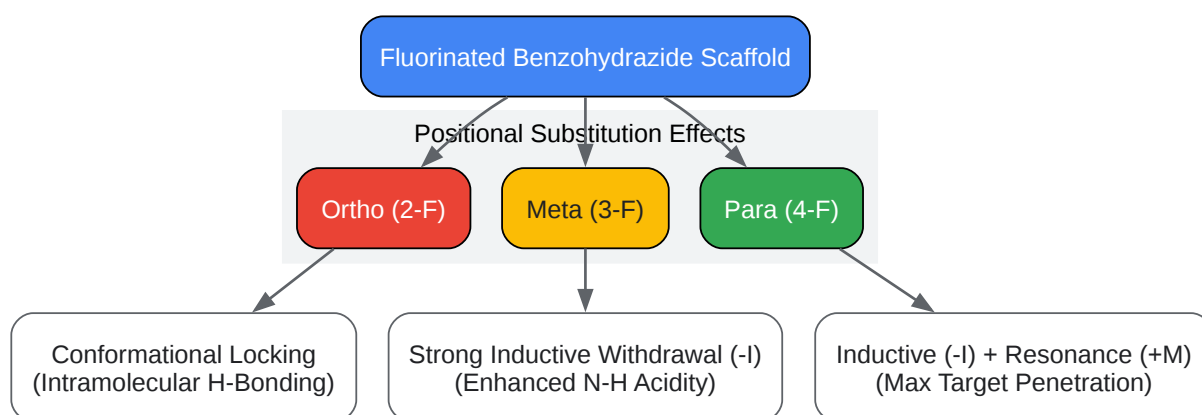 Fluorinated Benzohydrazide Scaffold
Positional Substitution Effects
Ortho (2-F)
Meta (3-F)
Para (4-F)
Conformational Locking
(Intramolecular H-Bonding)
Strong Inductive Withdrawal (-I)
(Enhanced N-H Acidity)
Inductive (-I) + Resonance (+M)
(Max Target Penetration)